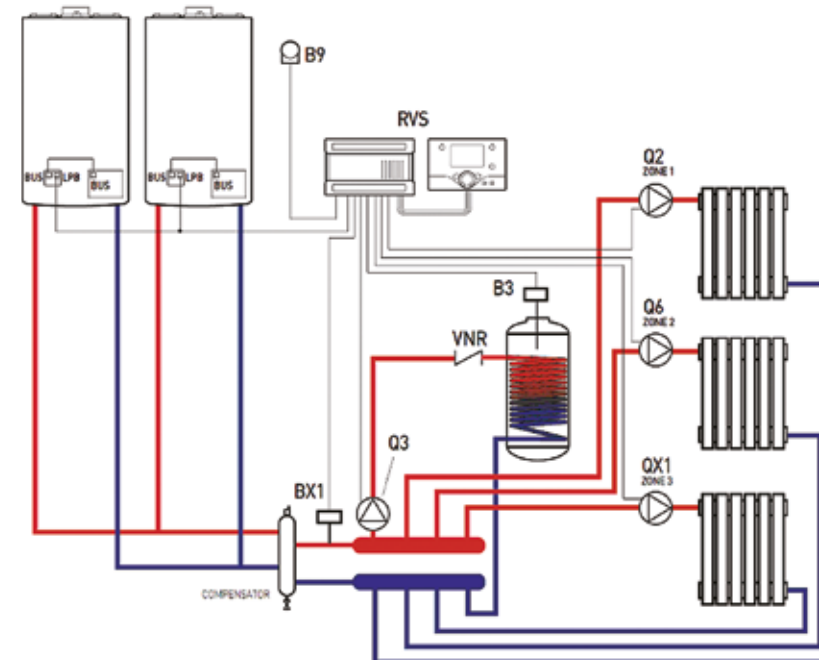 B9
RVS
BUS LPB
BUS
BUS LPB
BUS
Q2
ZONE 1
B3
Q6
ZONE 2
VNR
Q3
BX1
QX1
ZONE 3
COMPENSATOR